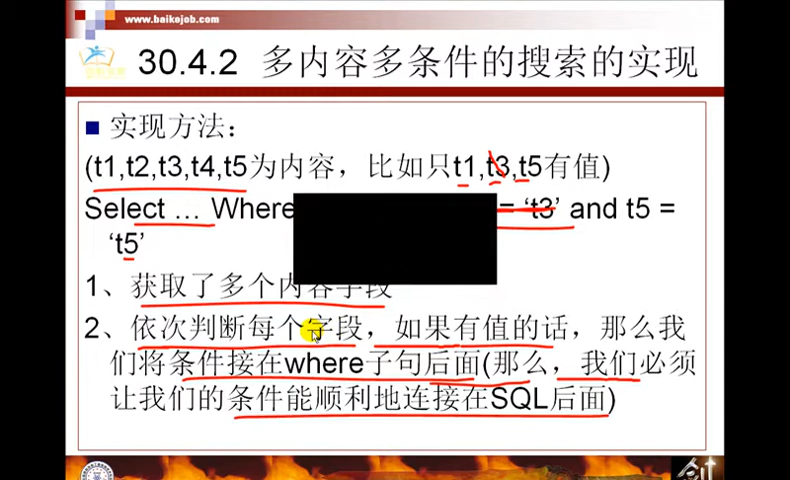 www.baikejob.com
30.4.2 多内容多条件的搜索的实现
实现方法：
(t1,t2,t3,t4,t5为内容，比如只t1,t3,t5有值)
Select … Where = ‘t3’ and t5 =
‘t5’
1、获取了多个内容字段
2、依次判断每个字段，如果有值的话，那么我
们将条件接在where子句后面(那么，我们必须
让我们的条件能顺利地连接在SQL后面)